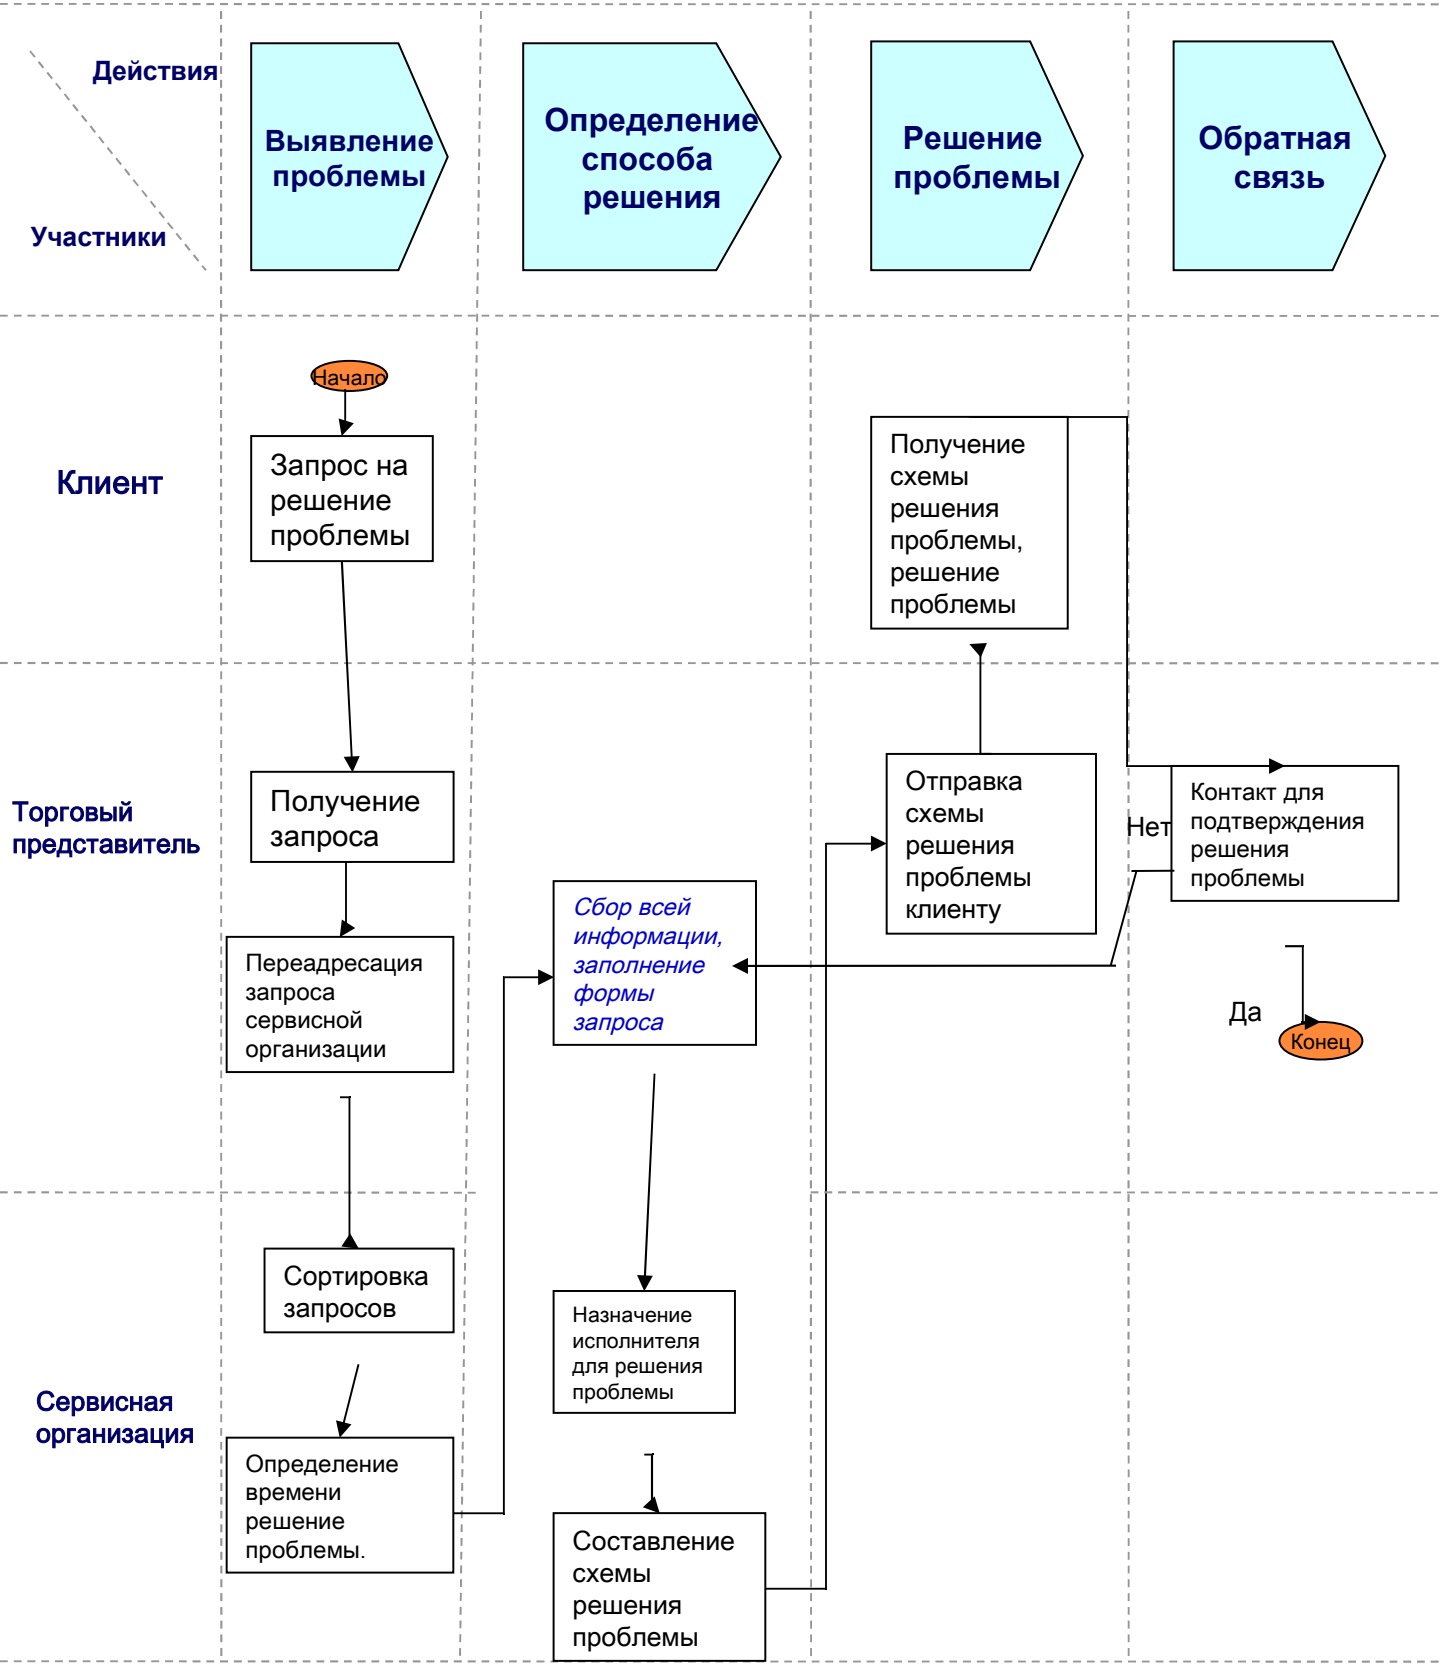 Действия
Участники
Выявление
проблемы
Определение
способа
решения
Решение
проблемы
Обратная
связь
Клиент
Начало
Запрос на
решение
проблемы
Получение
схемы
решения
проблемы,
решение
проблемы
Торговый
представитель
Получение
запроса
Переадресация
запроса
сервисной
организации
Сбор всей
информации,
заполнение
формы
запроса
Отправка
схемы
решения
проблемы
клиенту
Нет
Контакт для
подтверждения
решения
проблемы
Да
Конец
Сервисная
организация
Сортировка
запросов
Определение
времени
решение
проблемы.
Назначение
исполнителя
для решения
проблемы
Составление
схемы
решения
проблемы